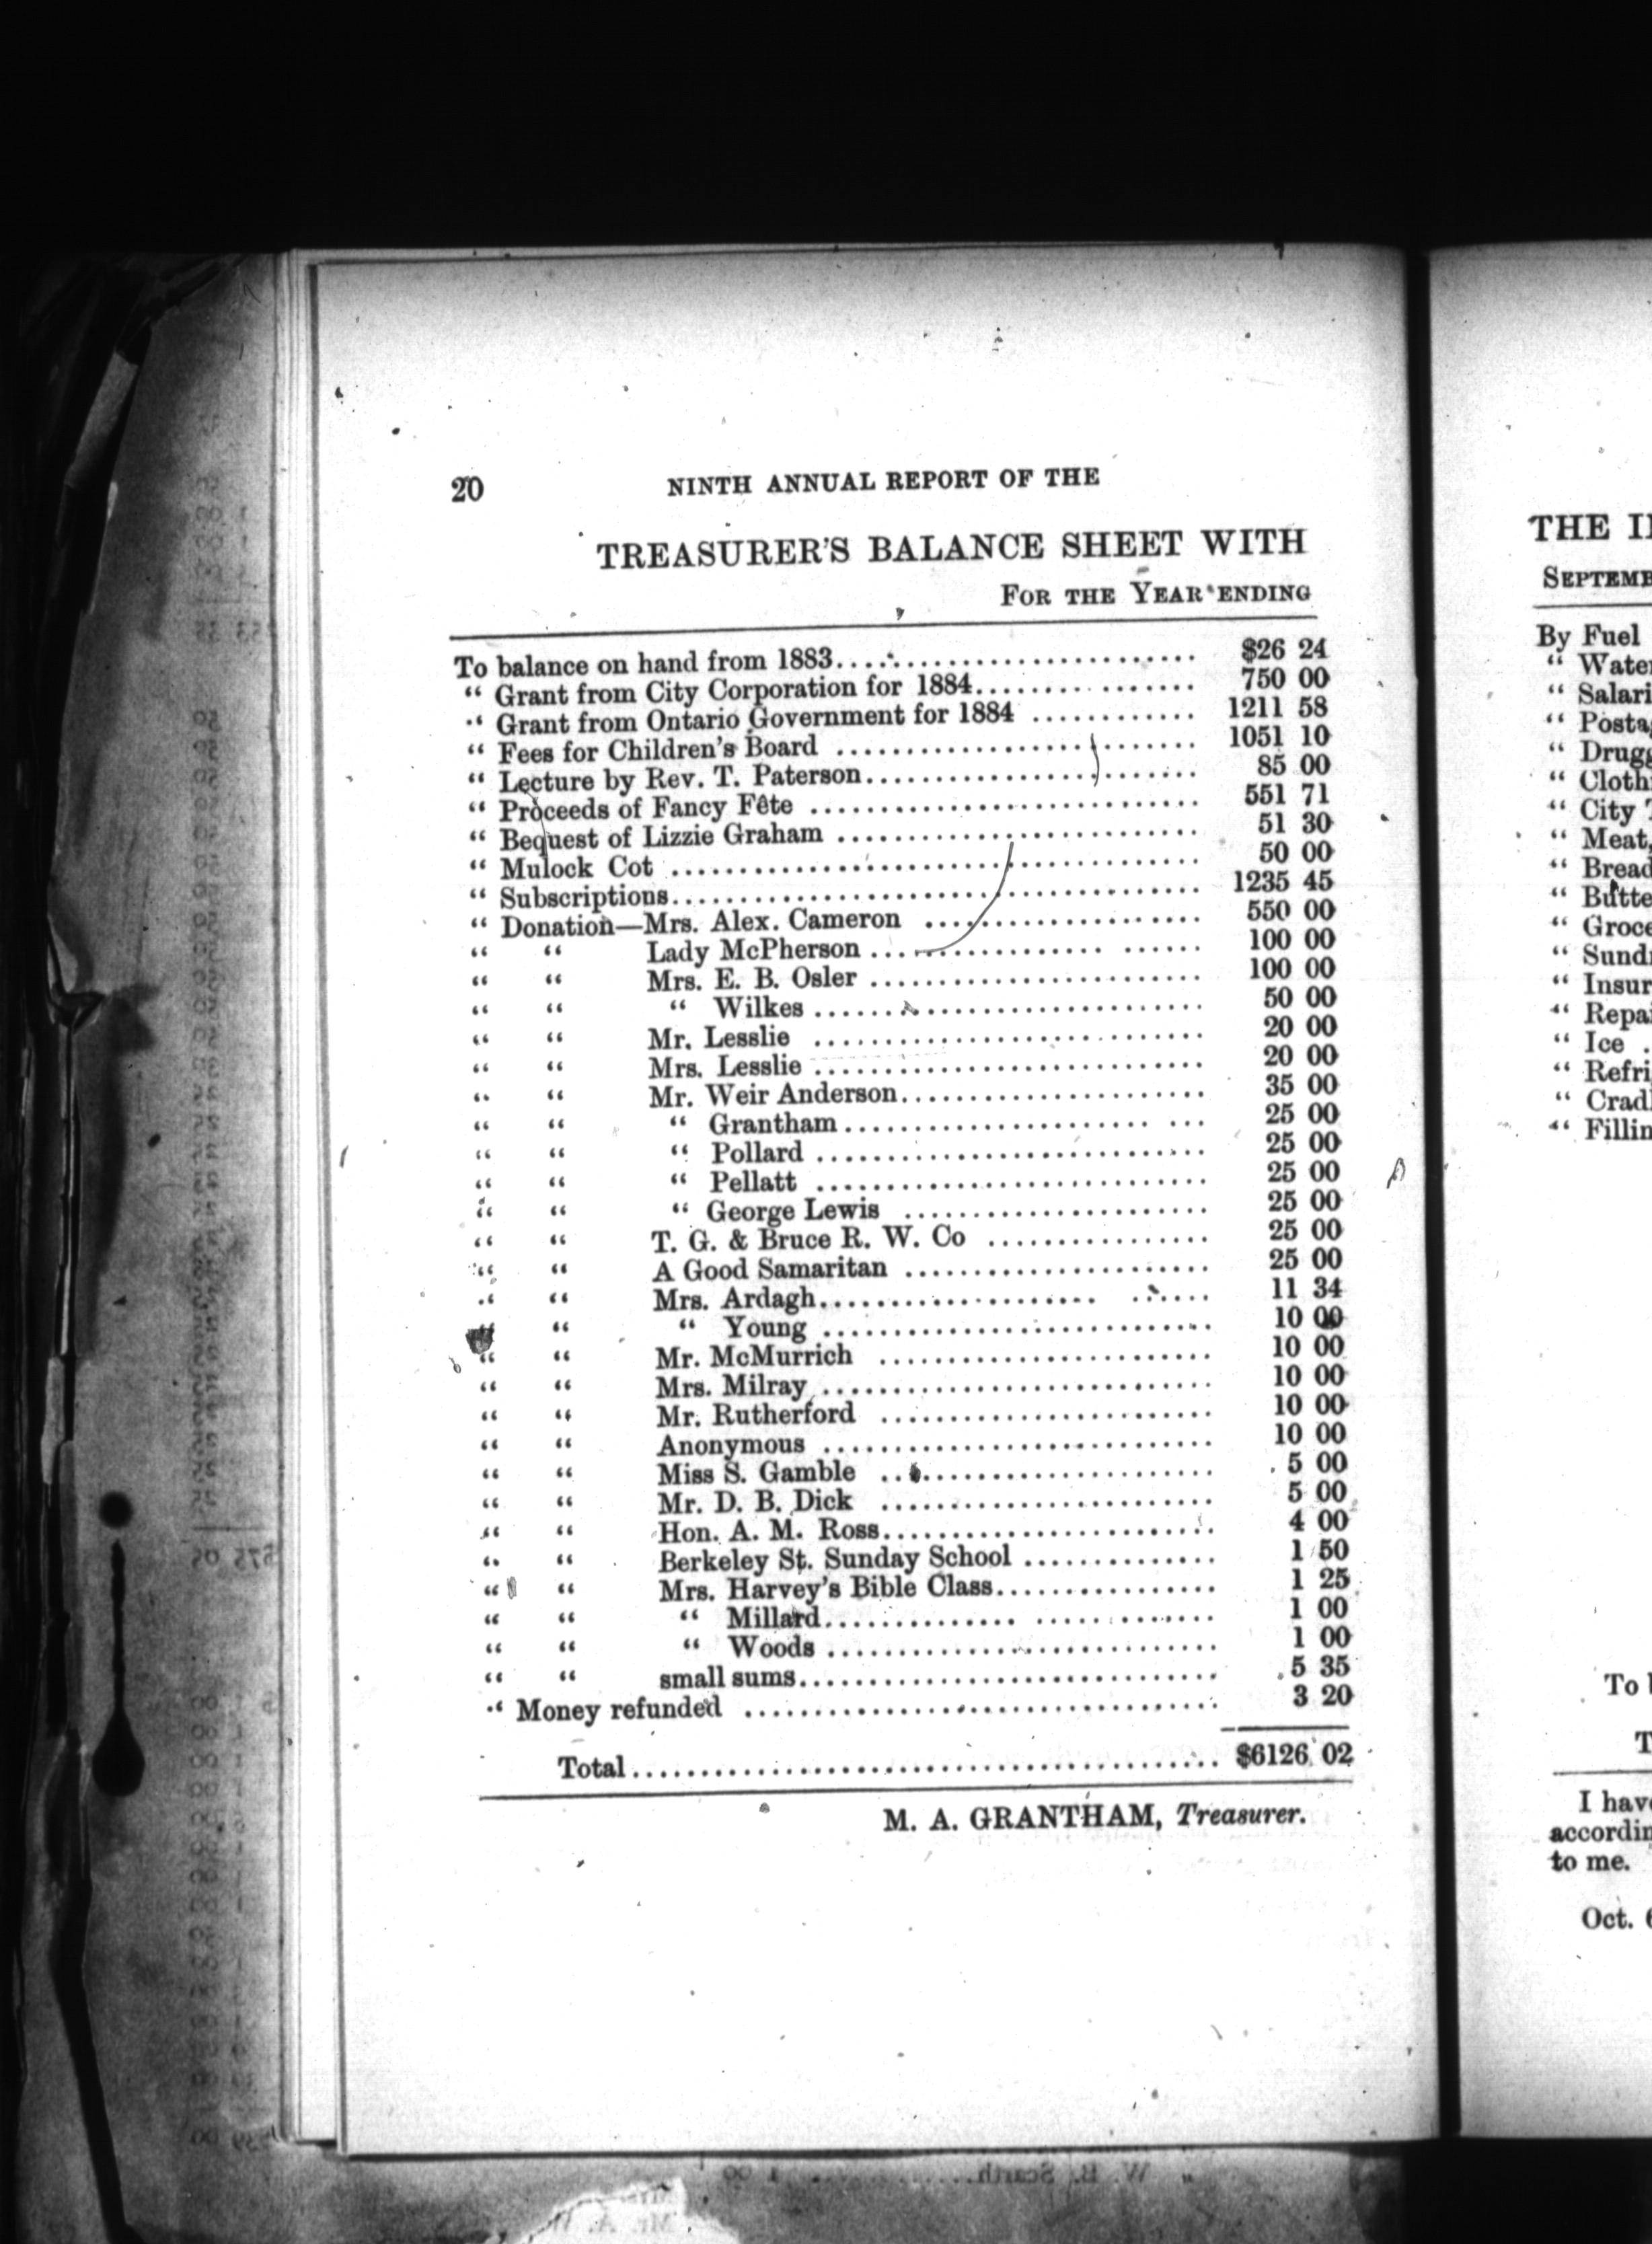 20 NINTH ANNUAL REPORT OF THE
TREASURER'S BALANCE SHEET WITH
FOR THE YEAR ENDING
To balance on hand from 1883........................ $26 24
“ Grant from City Corporation for 1884............... 750 00
“ Grant from Ontario Government for 1884 ............ 1211 58
“ Fees for Children's Board ........................... 1051 10
“ Lecture by Rev. T. Paterson........................ 85 00
“ Proceeds of Fancy Fête ............................. 551 71
“ Bequest of Lizzie Graham .......................... 51 30
“ Mulock Cot ....................................... 50 00
“ Subscriptions....................................... 1235 45
“ Donation—Mrs. Alex. Cameron ..................... 550 00
“ “ Lady McPherson ........................ 100 00
“ “ Mrs. E. B. Osler ........................ 100 00
“ “ “ Wilkes ............................. 50 00
“ “ Mr. Lesslie ............................ 20 00
“ “ Mrs. Lesslie ............................ 20 00
“ “ Mr. Weir Anderson...................... 35 00
“ “ “ Grantham........................... 25 00
“ “ “ Pollard ............................ 25 00
“ “ “ Pellatt ............................ 25 00
“ “ “ George Lewis ...................... 25 00
“ “ T. G. & Bruce R. W. Co ................ 25 00
“ “ A Good Samaritan ...................... 25 00
“ “ Mrs. Ardagh............................ 11 34
“ “ “ Young ............................ 10 00
“ “ Mr. McMurrich ........................ 10 00
“ “ Mrs. Milray ............................ 10 00
“ “ Mr. Rutherford ........................ 10 00
“ “ Anonymous ............................ 10 00
“ “ Miss S. Gamble ........................ 5 00
“ “ Mr. D. B. Dick ........................ 5 00
“ “ Hon. A. M. Ross........................ 4 00
“ “ Berkeley St. Sunday School .............. 1 50
“ “ Mrs. Harvey's Bible Class................ 1 25
“ “ “ Millard............................ 1 00
“ “ “ Woods ............................ 1 00
“ “ small sums.............................. 5 35
“ Money refunded .................................. 3 20
Total.......................................... $6126 02
M. A. GRANTHAM, Treasurer.
THE
SEPTEMB
By Fuel
“ Water
“ Salari
“ Posta
“ Drugg
“ Cloth
“ City
“ Meat,
“ Bread
“ Butte
“ Groce
“ Sund
“ Insur
“ Repai
“ Ice .
“ Refri
“ Cradl
“ Fillin
To
T
I hav
accordin
to me.
Oct.